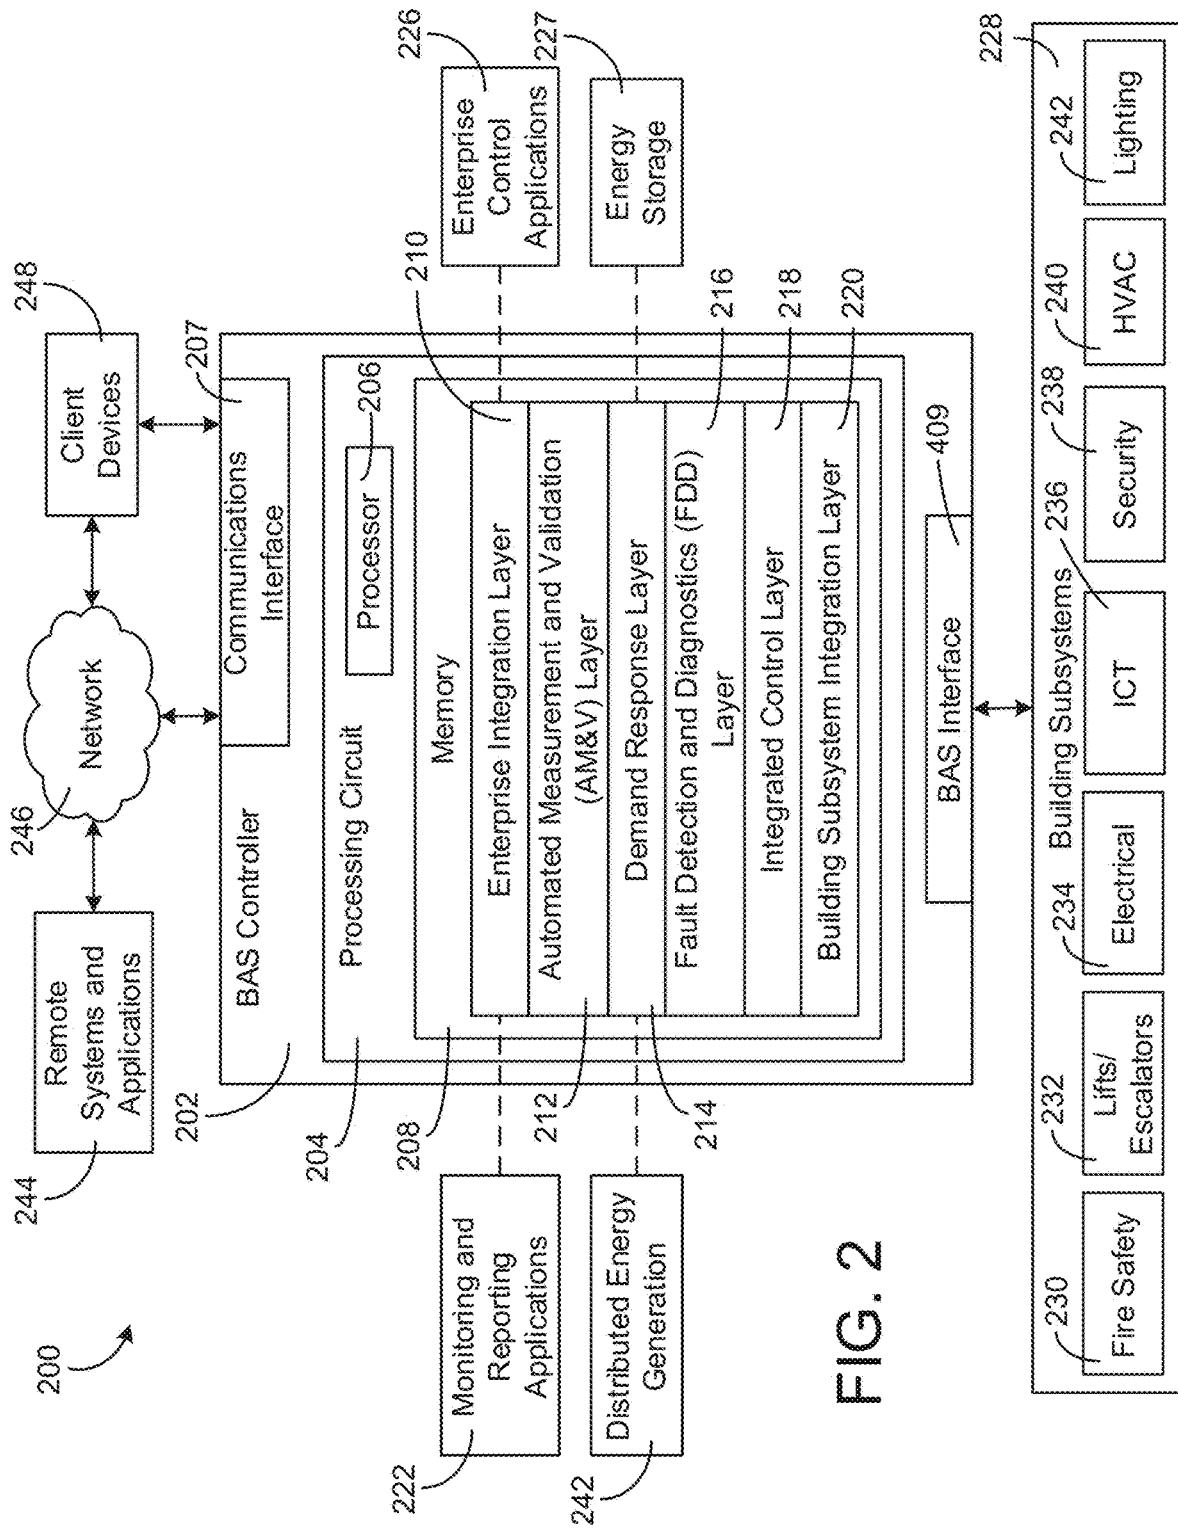 200
244
Remote
Systems and
Applications
246
Network
Client
Devices
248
202
BAS Controller
Communications
Interface
207
204
Processing Circuit
Processor
206
208
Memory
210
Enterprise Integration Layer
Automated Measurement and Validation
(AM&V) Layer
212
Demand Response Layer
214
Fault Detection and Diagnostics (FDD)
Layer
216
Integrated Control Layer
218
Building Subsystem Integration Layer
220
222
Monitoring and
Reporting
Applications
242
Distributed Energy
Generation
226
Enterprise
Control
Applications
227
Energy
Storage
BAS Interface
409
Building Subsystems
228
230
Fire Safety
232
Lifts/
Escalators
234
Electrical
236
ICT
238
Security
240
HVAC
242
Lighting
FIG. 2